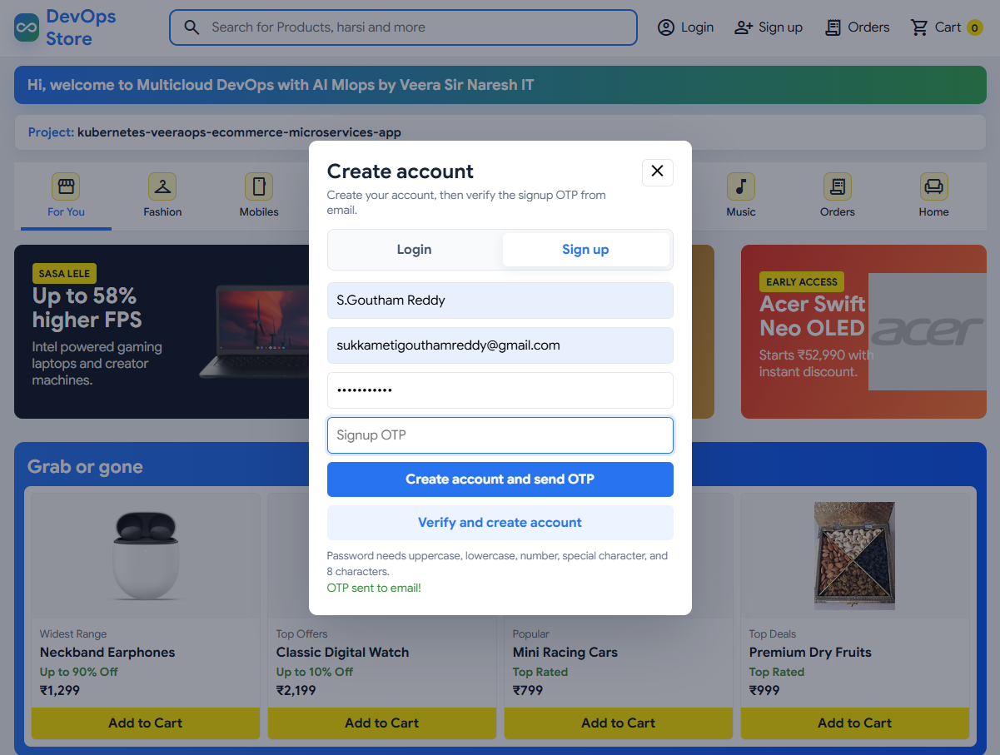 DevOps
Store
Search for Products, harsi and more
Login
Sign up
Orders
Cart 0
Hi, welcome to Multicloud DevOps with AI Mlops by Veera Sir Naresh IT
Project: kubernetes-veeraops-ecommerce-microservices-app
For You
Fashion
Mobiles
Music
Orders
Home
Create account
Create your account, then verify the signup OTP from
email.
Login
Sign up
S.Goutham Reddy
sukkametigouthamreddy@gmail.com
•••••••••••
Signup OTP
Create account and send OTP
Verify and create account
Password needs uppercase, lowercase, number, special character, and
8 characters.
OTP sent to email!
SASA LELE
Up to 58%
higher FPS
Intel powered gaming
laptops and creator
machines.
EARLY ACCESS
Acer Swift
Neo OLED
Starts ₹52,990 with
instant discount.
acer
Grab or gone
Widest Range
Neckband Earphones
Up to 90% Off
₹1,299
Add to Cart
Top Offers
Classic Digital Watch
Up to 10% Off
₹2,199
Add to Cart
Popular
Mini Racing Cars
Top Rated
₹799
Add to Cart
Top Deals
Premium Dry Fruits
Top Rated
₹999
Add to Cart